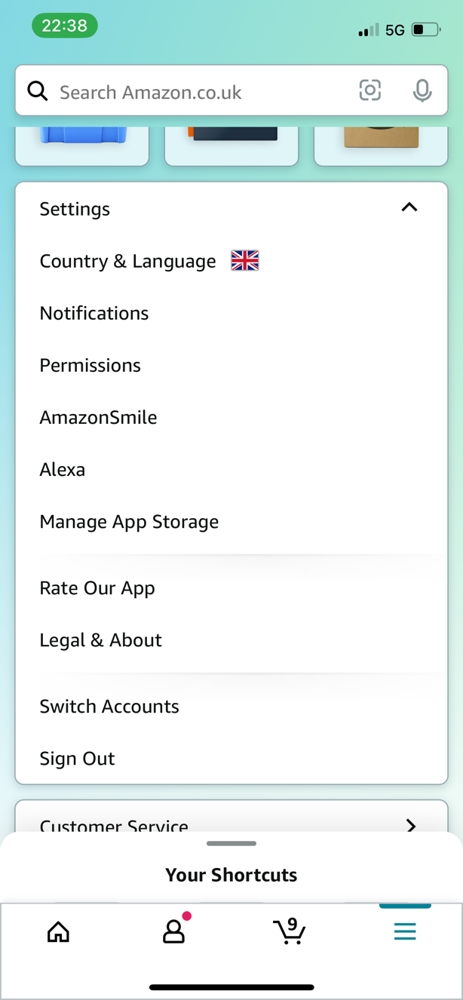 22:38
5G
Search Amazon.co.uk
Settings
Country & Language
Notifications
Permissions
AmazonSmile
Alexa
Manage App Storage
Rate Our App
Legal & About
Switch Accounts
Sign Out
Customer Service
Your Shortcuts
9